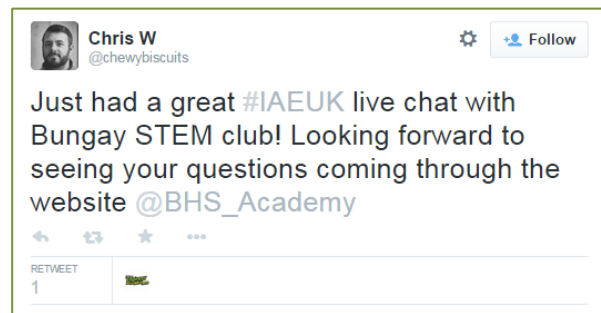 Chris W
Follow
@chewybiscuits
Just had a great #IAEUK live chat with
Bungay STEM club! Looking forward to
seeing your questions coming through the
website @BHS_Academy
RETWEET
1